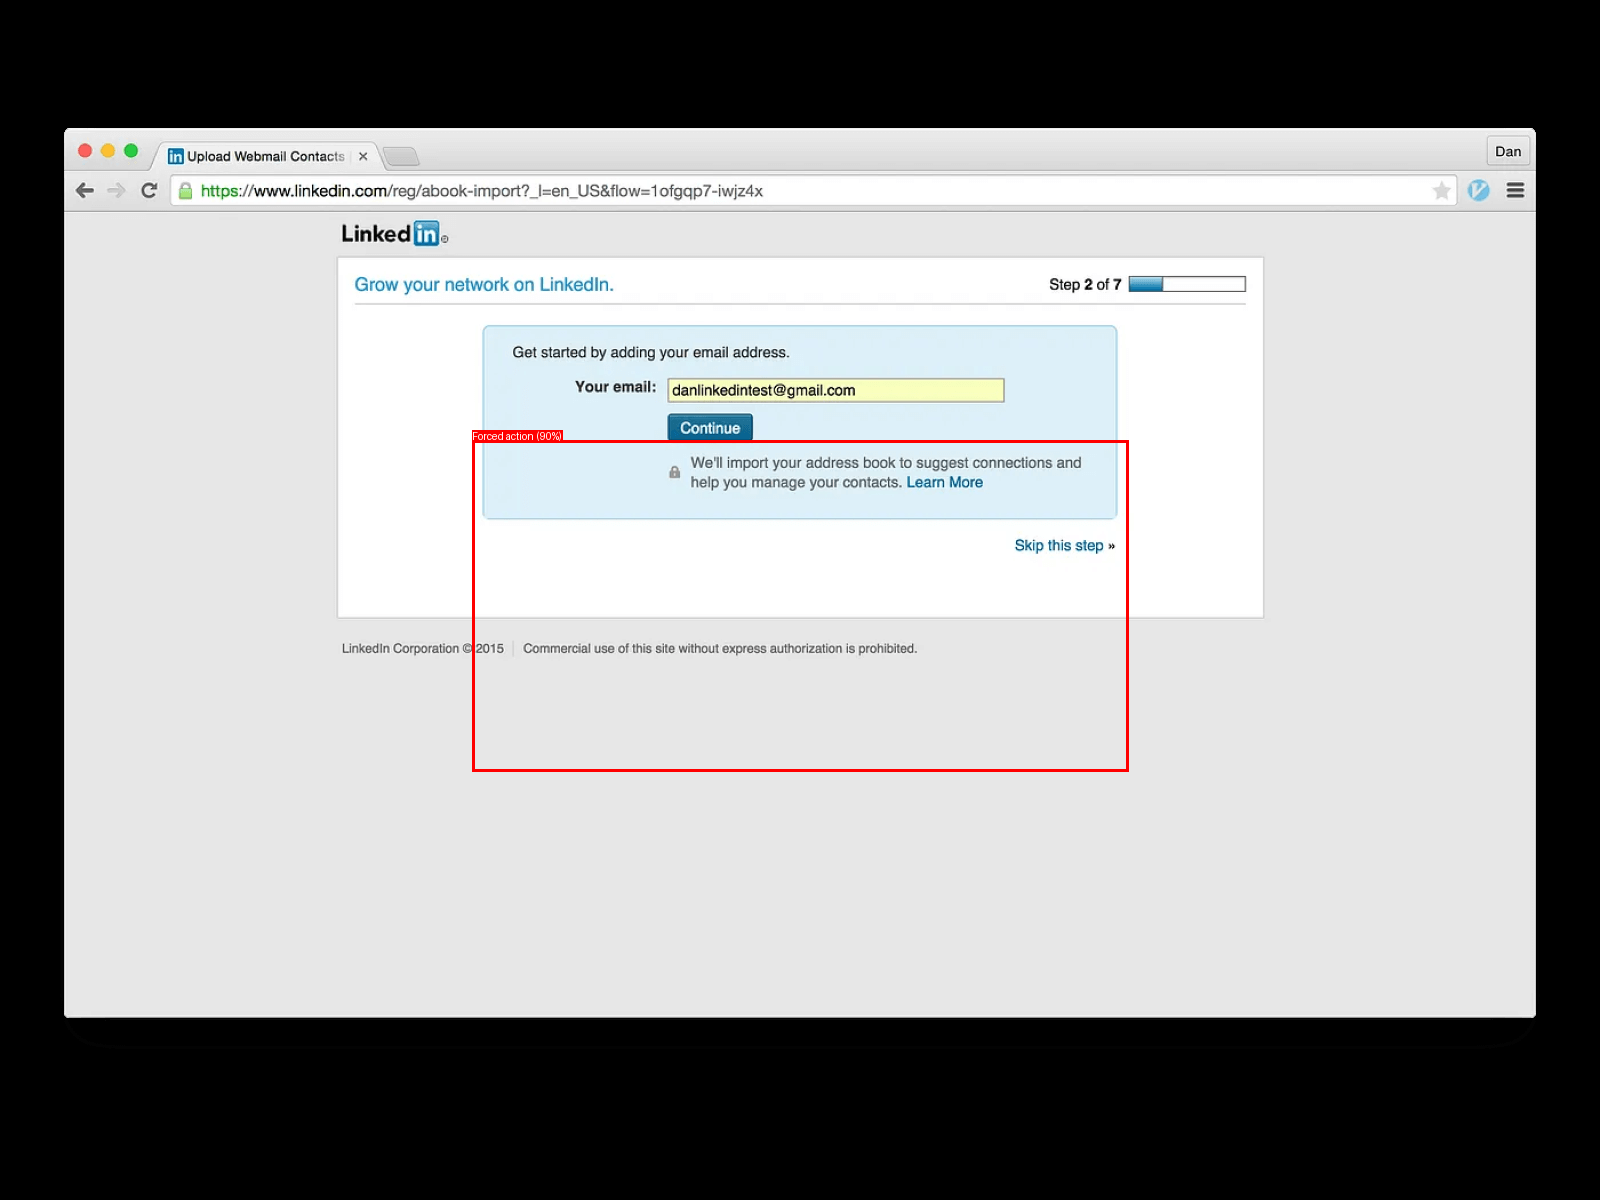 Upload Webmail Contacts
Dan
https://www.linkedin.com/reg/abook-import?_l=en_US&flow=1ofgqp7-iwjz4x
Linked in ®
Grow your network on LinkedIn.
Step 2 of 7
Get started by adding your email address.
Your email: danlinkedintest@gmail.com
Continue
Forced action (90%)
We'll import your address book to suggest connections and
help you manage your contacts. Learn More
Skip this step »
LinkedIn Corporation © 2015
Commercial use of this site without express authorization is prohibited.